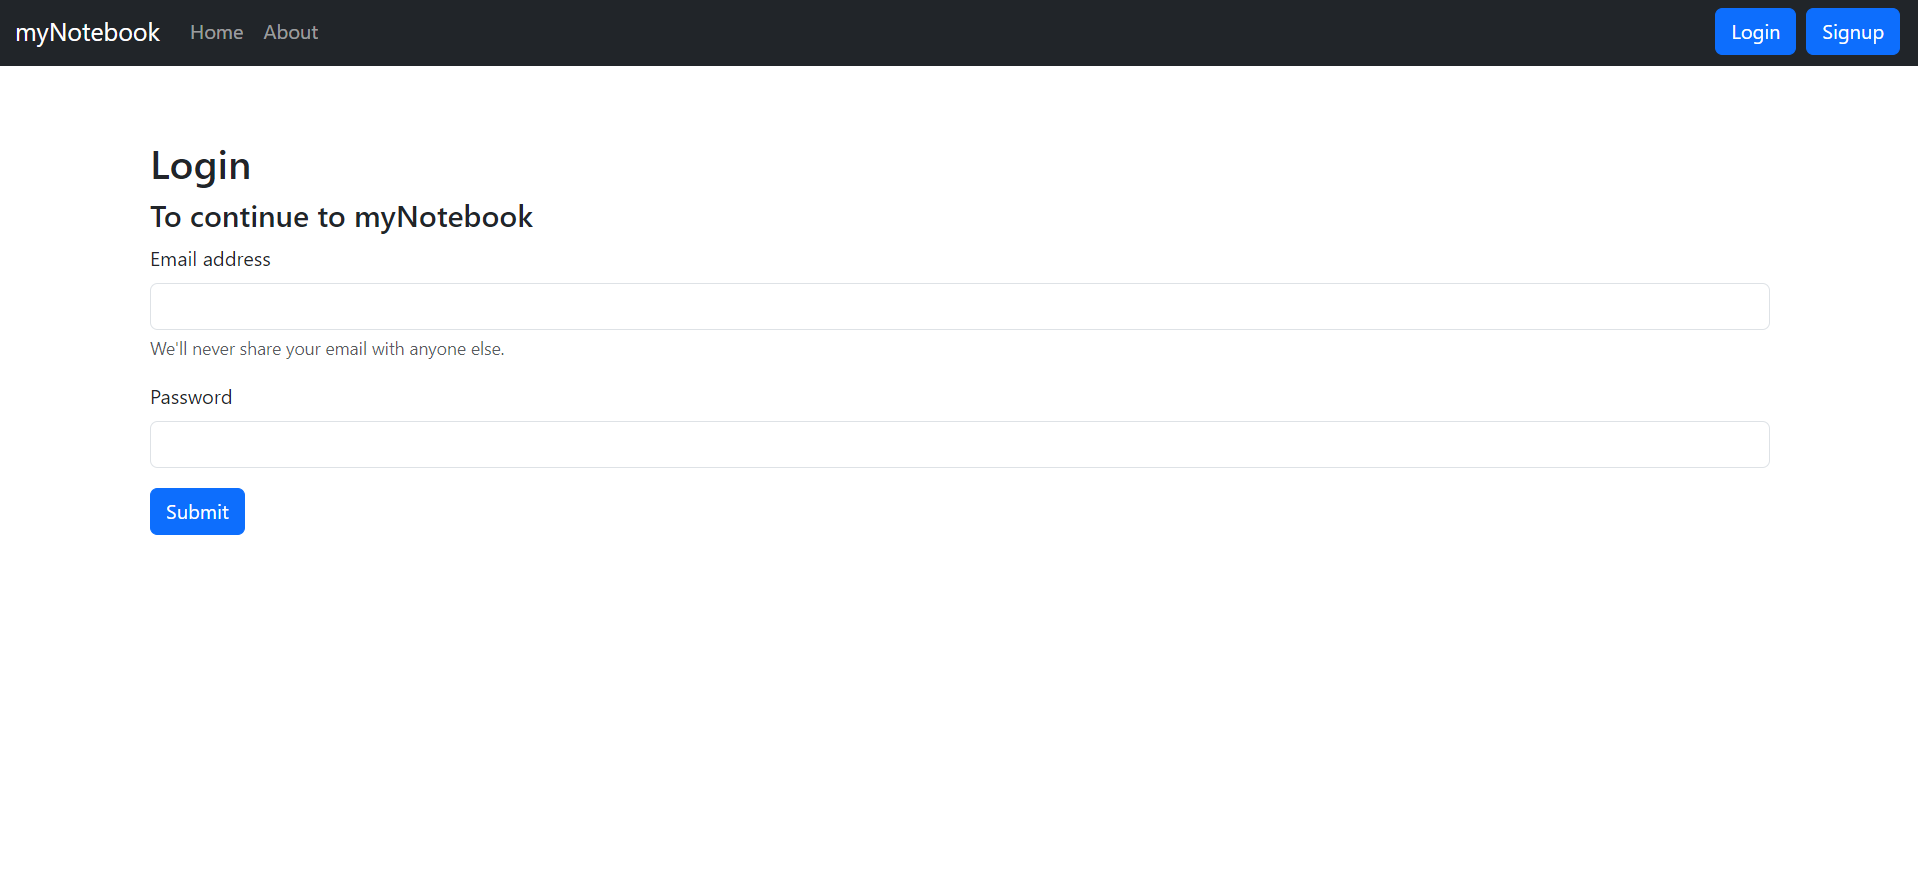 myNotebook Home About Login Signup
Login
To continue to myNotebook
Email address
We'll never share your email with anyone else.
Password
Submit